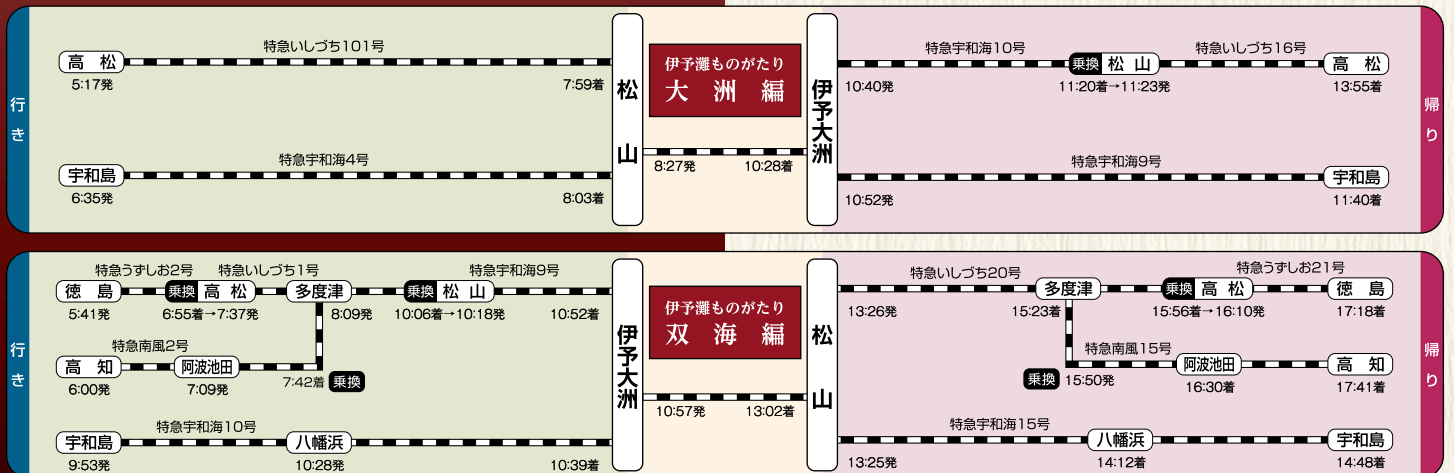 行き
特急いしづち101号
高松
5:17発
7:59着
特急宇和海4号
宇和島
6:35発
8:03着
松山
伊予灘ものがたり
大洲編
8:27発
10:28着
伊予大洲
特急宇和海10号
乗換 松山
特急いしづち16号
高松
10:40発
11:20着→11:23発
13:55着
特急宇和海9号
宇和島
10:52発
11:40着
帰り
行き
特急うずしお2号
特急いしづち1号
特急宇和海9号
徳島
乗換 高松
多度津
乗換 松山
5:41発
6:55着→7:37発
8:09発
10:06着→10:18発
10:52着
特急南風2号
高知
阿波池田
6:00発
7:09発
7:42着 乗換
特急宇和海10号
宇和島
八幡浜
9:53発
10:28発
10:39着
伊予大洲
伊予灘ものがたり
双海編
10:57発
13:02着
松山
特急いしづち20号
特急うずしお21号
多度津
乗換 高松
徳島
13:26発
15:23着
15:56着→16:10発
17:18着
特急南風15号
阿波池田
高知
乗換 15:50発
16:30着
17:41着
特急宇和海15号
八幡浜
宇和島
13:25発
14:12着
14:48着
帰り